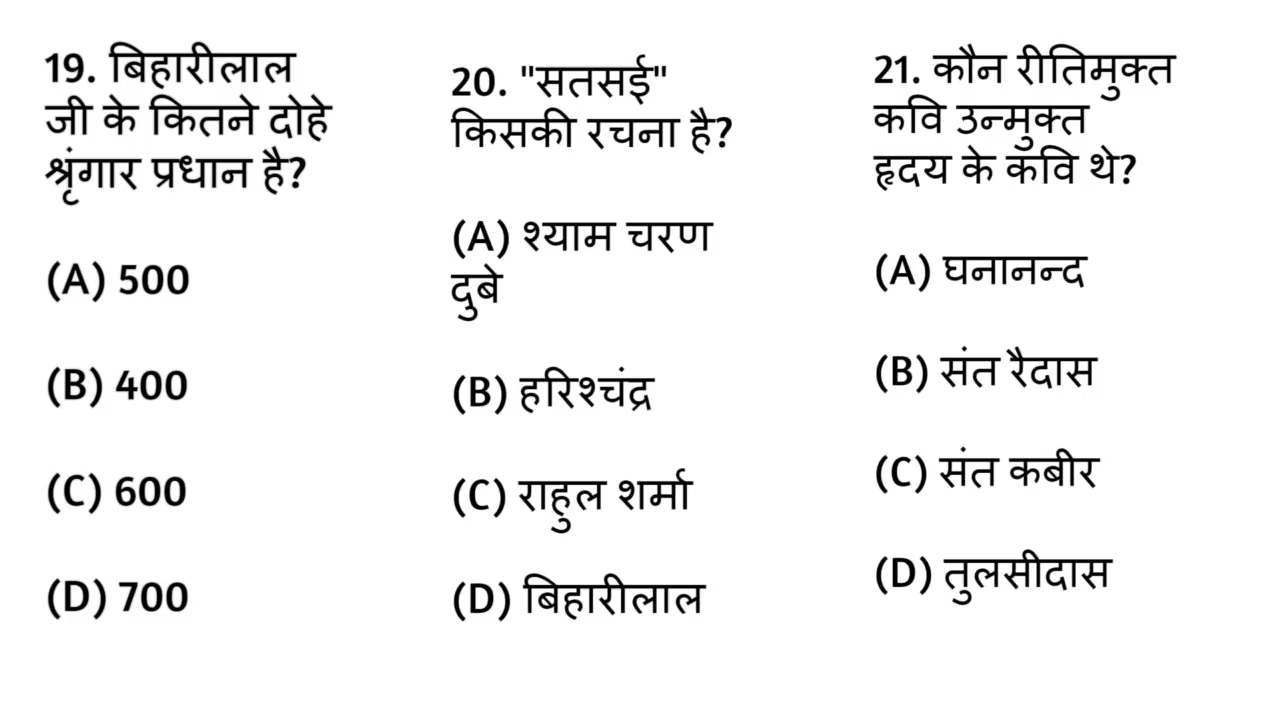 19. बिहारीलाल
जी के कितने दोहे
श्रृंगार प्रधान है?
(A) 500
(B) 400
(C) 600
(D) 700
20. "सतसई"
किसकी रचना है?
(A) श्याम चरण
दुबे
(B) हरिश्चंद्र
(C) राहुल शर्मा
(D) बिहारीलाल
21. कौन रीतिमुक्त
कवि उन्मुक्त
हृदय के कवि थे?
(A) घनानन्द
(B) संत रैदास
(C) संत कबीर
(D) तुलसीदास